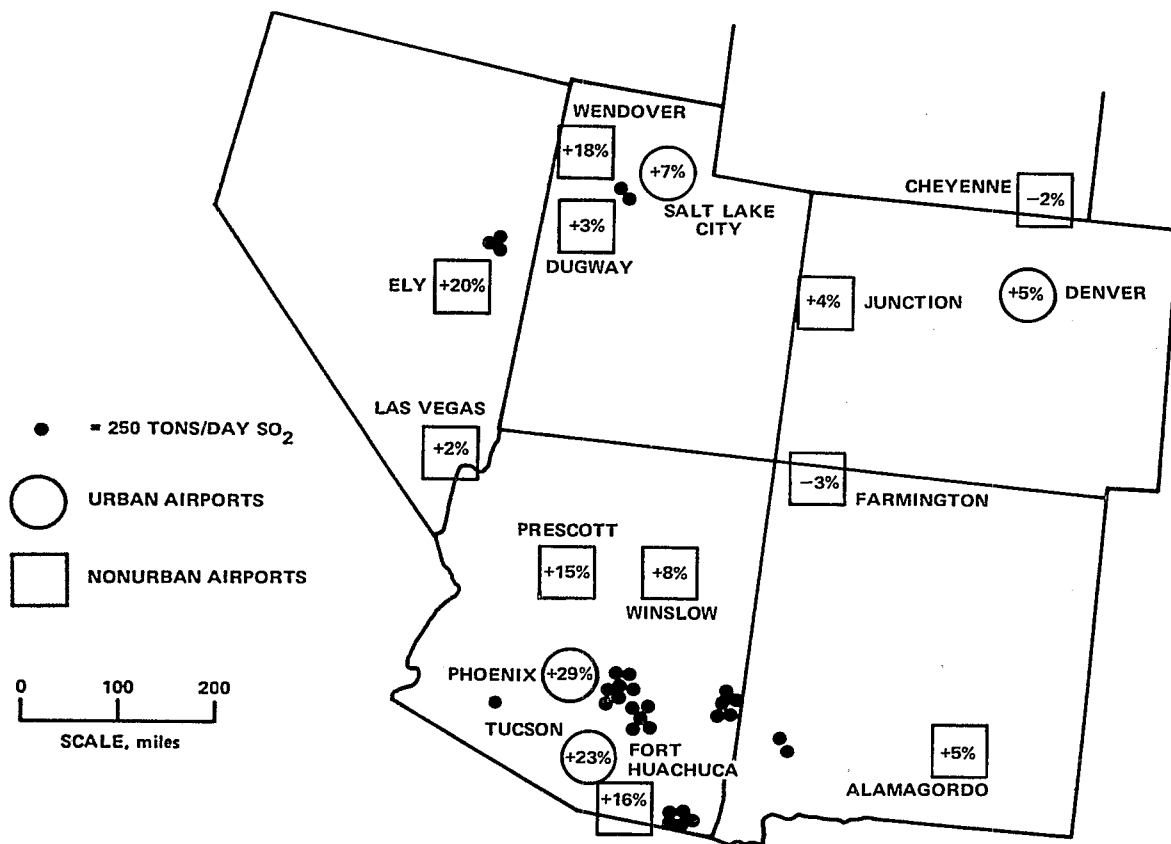 WENDOVER
+18%
+7%
SALT LAKE
CITY
CHEYENNE
−2%
+3%
DUGWAY
ELY
+20%
+4%
JUNCTION
+5%
DENVER
LAS VEGAS
+2%
= 250 TONS/DAY SO₂
URBAN AIRPORTS
NONURBAN AIRPORTS
−3%
FARMINGTON
PRESCOTT
+15%
+8%
WINSLOW
PHOENIX
+29%
TUCSON
+23%
FORT
HUACHUCA
+16%
+5%
ALAMAGORDO
0 100 200
SCALE, miles